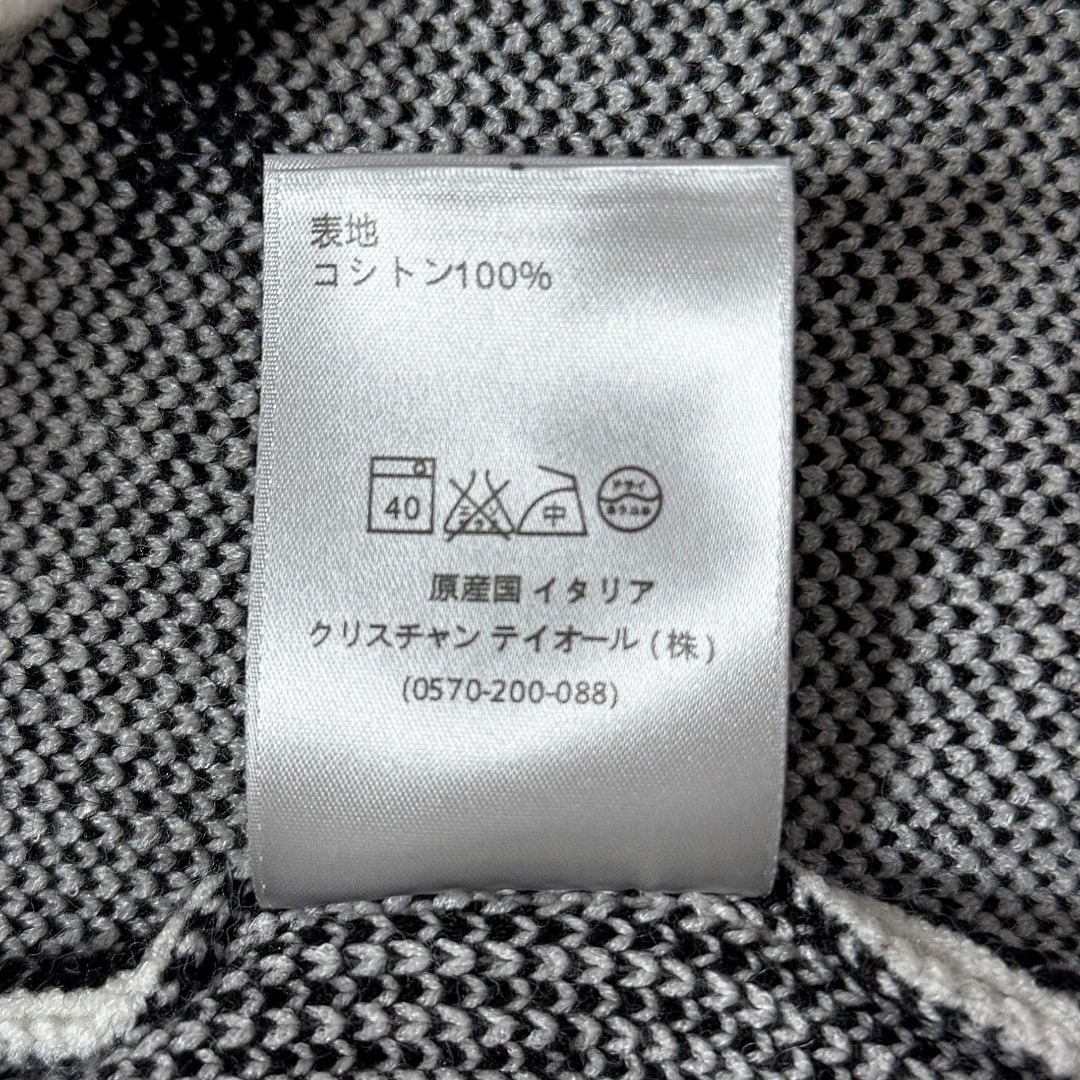 表地
コシトン100%
40
中
原産国 イタリア
クリスチャン テイオール (株)
(0570-200-088)